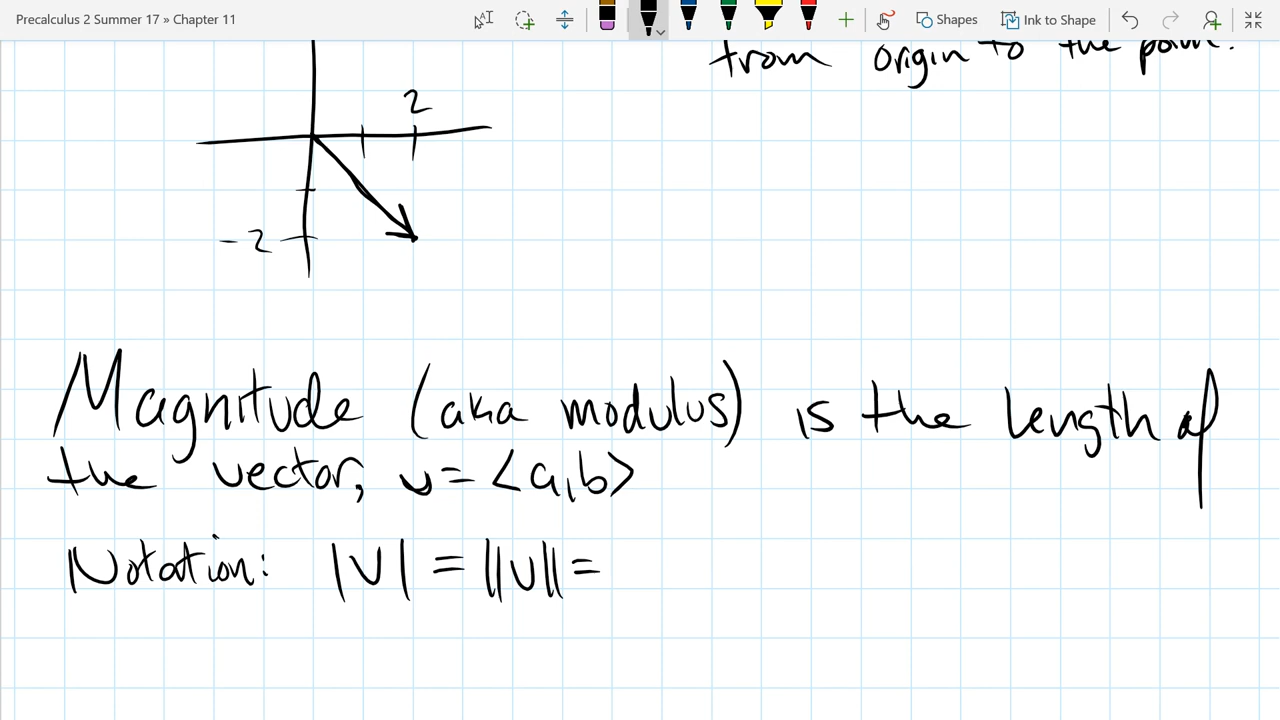 Precalculus 2 Summer 17 » Chapter 11
Shapes
Ink to Shape
from origin to the point.
2
-2
Magnitude (aka modulus) is the length of
the vector, v = <a,b>
Notation: |v| = ||v|| =